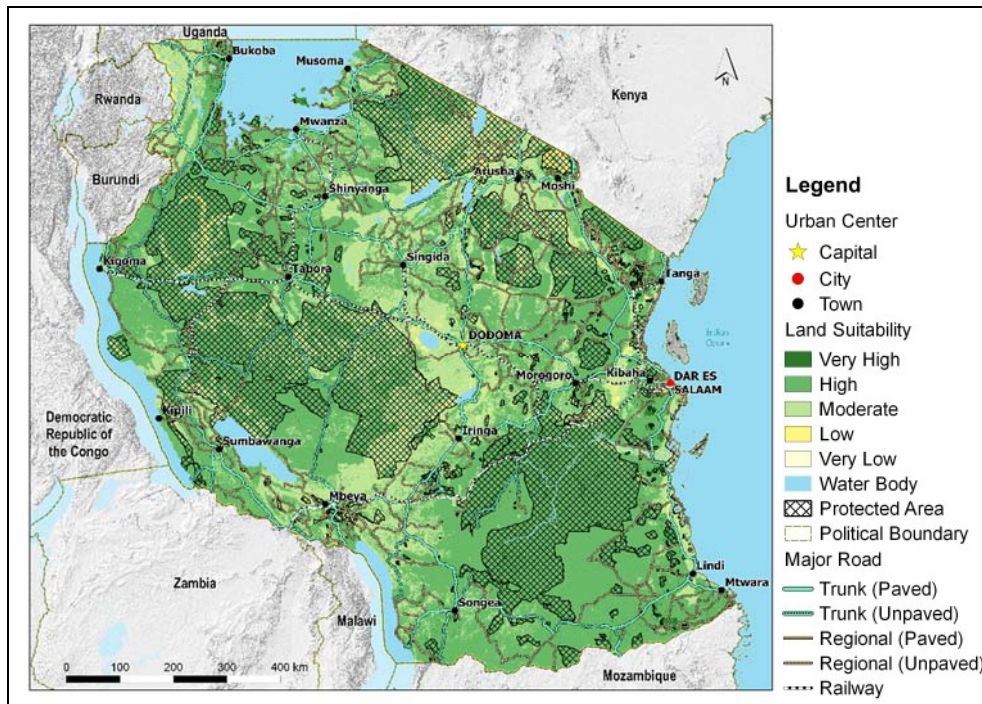 Uganda
Bukoba
Musoma
Rwanda
Kenya
N
Mwanza
Burundi
Arusha
Moshi
Shinyanga
Kigoma
Tabora
Singida
Tanga
DODOMA
Indian
Ocean
Morogoro
Kibaha
DAR ES
SALAAM
Democratic
Republic of
the Congo
Kipili
Sumbawanga
Iringa
Mbeya
Zambia
Malawi
Songea
Lindi
Mtwara
Mozambique
0 100 200 300 400 km
Legend
Urban Center
Capital
City
Town
Land Suitability
Very High
High
Moderate
Low
Very Low
Water Body
Protected Area
Political Boundary
Major Road
Trunk (Paved)
Trunk (Unpaved)
Regional (Paved)
Regional (Unpaved)
Railway